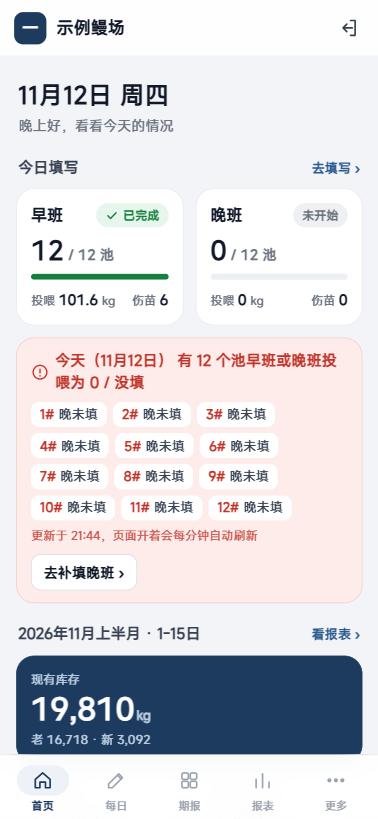 示例鳗场
11月12日 周四
晚上好，看看今天的情况
今日填写
去填写 ›
早班
已完成
12 / 12 池
投喂 101.6 kg
伤苗 6
晚班
未开始
0 / 12 池
投喂 0 kg
伤苗 0
今天（11月12日） 有 12 个池早班或晚班投
喂为 0 / 没填
1# 晚未填
2# 晚未填
3# 晚未填
4# 晚未填
5# 晚未填
6# 晚未填
7# 晚未填
8# 晚未填
9# 晚未填
10# 晚未填
11# 晚未填
12# 晚未填
更新于 21:44，页面开着会每分钟自动刷新
去补填晚班 ›
2026年11月上半月 · 1-15日
看报表 ›
现有库存
19,810 kg
老 16,718 · 新 3,092
首页
每日
期报
报表
更多